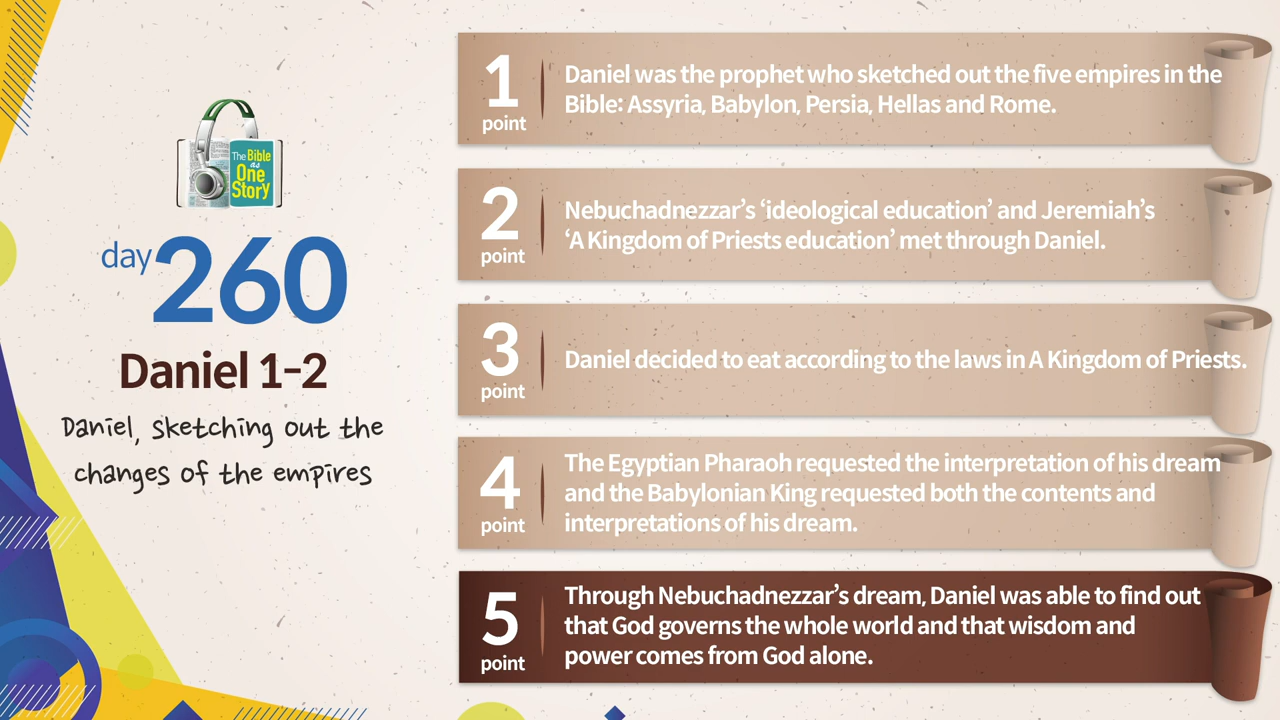 The Bible
as
One
Story
day 260
Daniel 1-2
Daniel, sketching out the
changes of the empires
1
point
Daniel was the prophet who sketched out the five empires in the
Bible: Assyria, Babylon, Persia, Hellas and Rome.
2
point
Nebuchadnezzar's 'ideological education' and Jeremiah's
'A Kingdom of Priests education' met through Daniel.
3
point
Daniel decided to eat according to the laws in A Kingdom of Priests.
4
point
The Egyptian Pharaoh requested the interpretation of his dream
and the Babylonian King requested both the contents and
interpretations of his dream.
5
point
Through Nebuchadnezzar's dream, Daniel was able to find out
that God governs the whole world and that wisdom and
power comes from God alone.